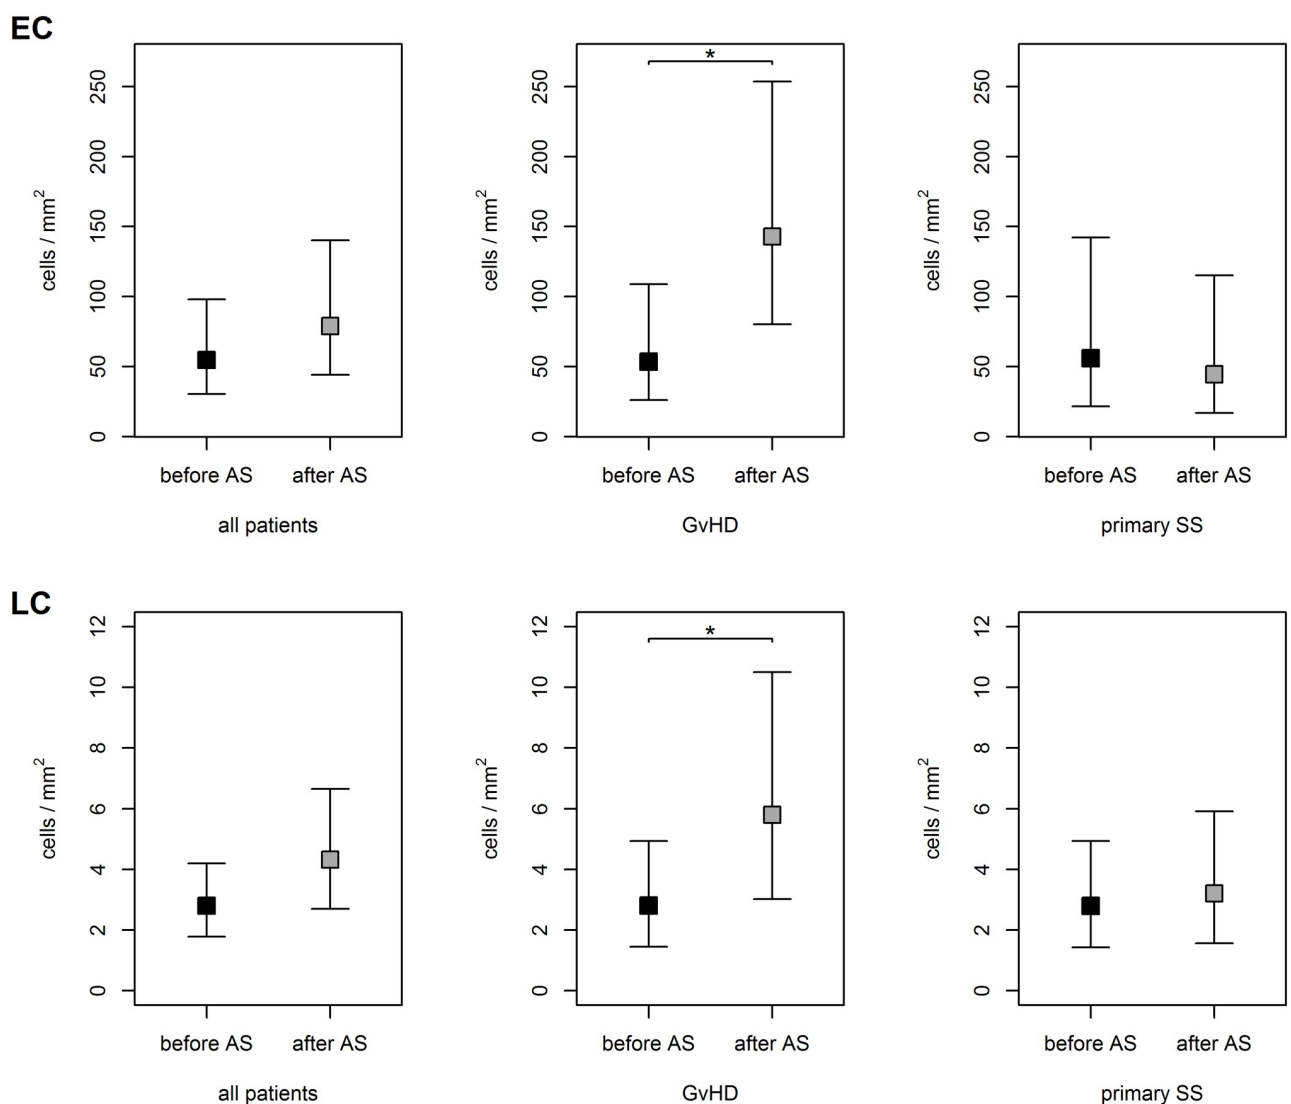 EC
250
200
150
100
50
0
cells / mm²
before AS after AS
all patients
*
250
200
150
100
50
0
cells / mm²
before AS after AS
GvHD
250
200
150
100
50
0
cells / mm²
before AS after AS
primary SS
LC
12
10
8
6
4
2
0
cells / mm²
before AS after AS
all patients
*
12
10
8
6
4
2
0
cells / mm²
before AS after AS
GvHD
12
10
8
6
4
2
0
cells / mm²
before AS after AS
primary SS